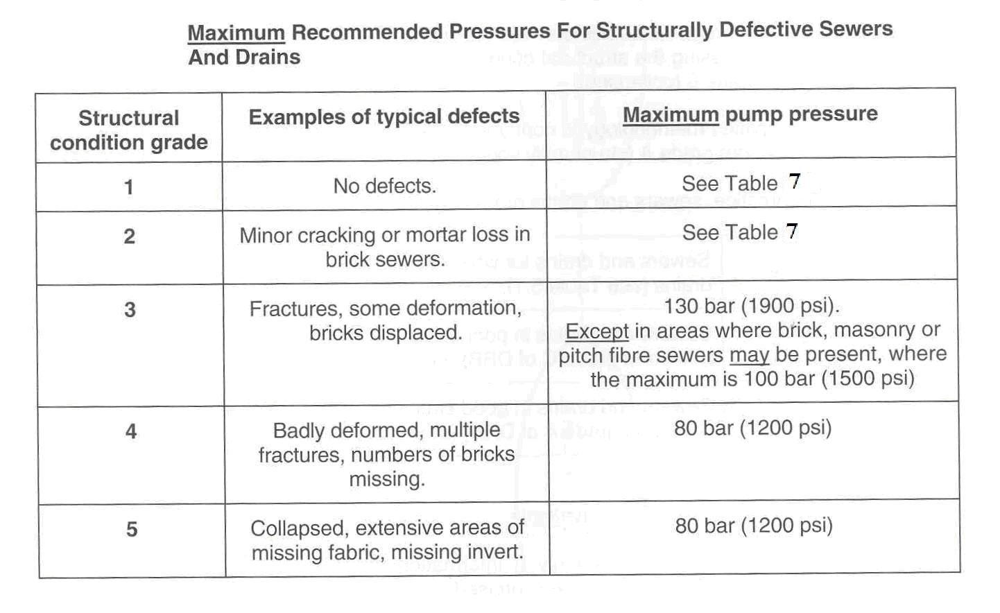 Maximum Recommended Pressures For Structurally Defective Sewers
And Drains
Structural
condition grade
Examples of typical defects
Maximum pump pressure
1
No defects.
See Table 7
2
Minor cracking or mortar loss in
brick sewers.
See Table 7
3
Fractures, some deformation,
bricks displaced.
130 bar (1900 psi).
Except in areas where brick, masonry or
pitch fibre sewers may be present, where
the maximum is 100 bar (1500 psi)
4
Badly deformed, multiple
fractures, numbers of bricks
missing.
80 bar (1200 psi)
5
Collapsed, extensive areas of
missing fabric, missing invert.
80 bar (1200 psi)